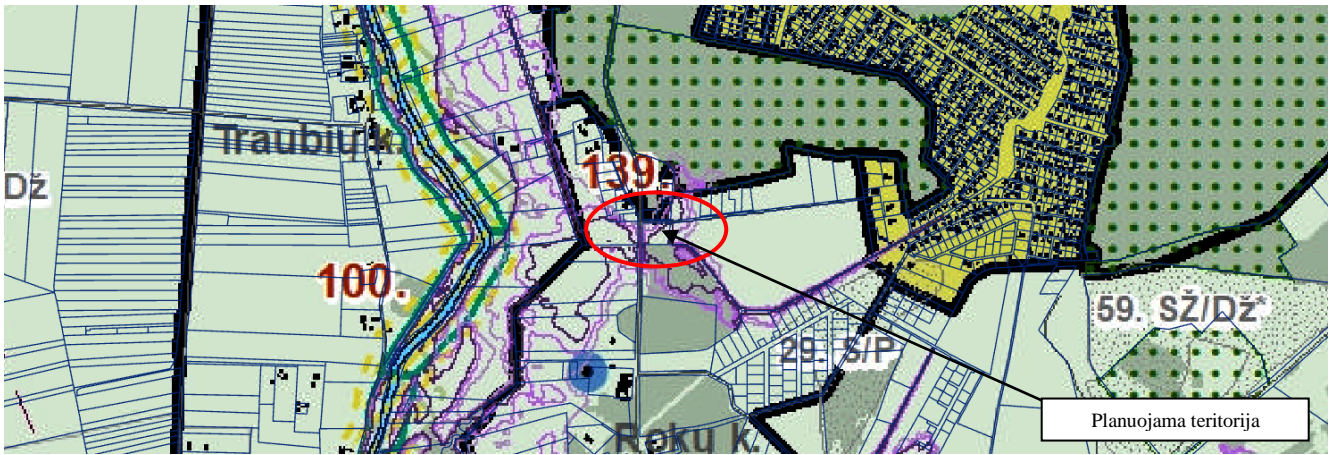 Traubių k.
139.
Dž
100.
59. SŽ/Dž*
29. S/P
Planuojama teritorija
Rokų k.